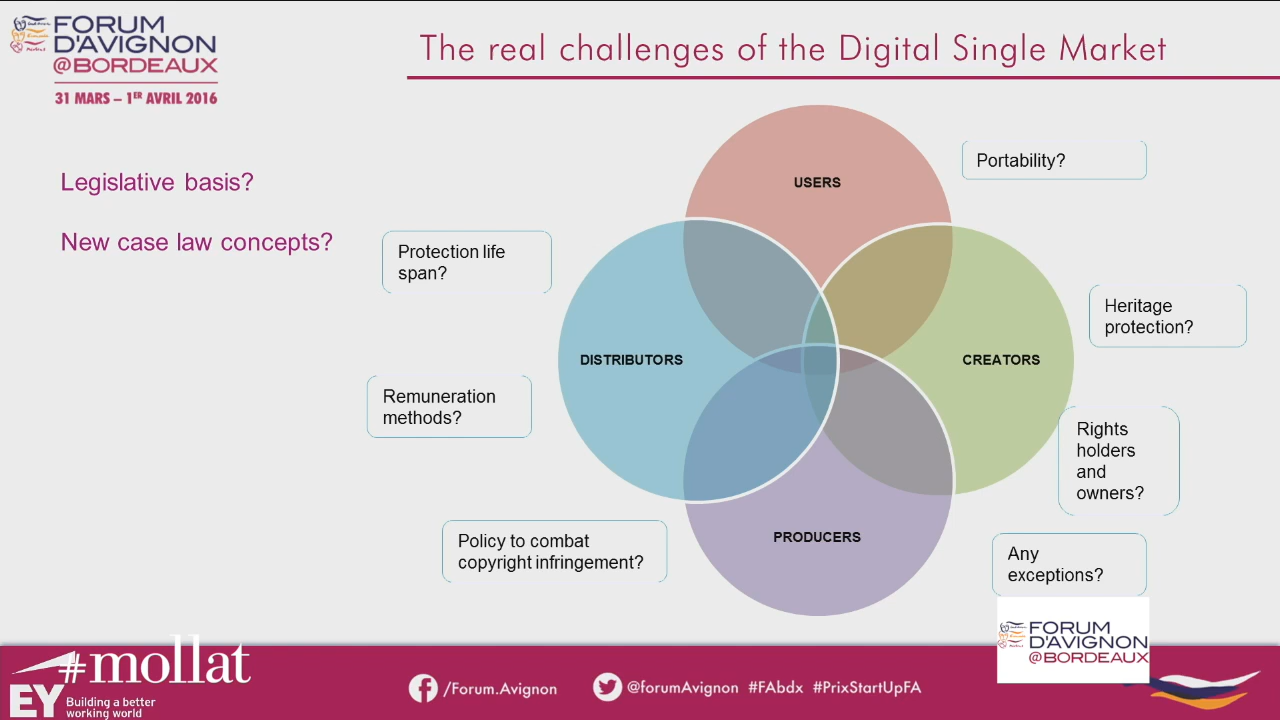 FORUM
D'AVIGNON
@BORDEAUX
31 MARS – 1ER AVRIL 2016
The real challenges of the Digital Single Market
Legislative basis?
New case law concepts?
USERS
Portability?
Protection life
span?
Heritage
protection?
DISTRIBUTORS
CREATORS
Remuneration
methods?
Rights
holders
and
owners?
PRODUCERS
Policy to combat
copyright infringement?
Any
exceptions?
FORUM
D'AVIGNON
@BORDEAUX
#mollat
EY
Building a better
working world
/Forum.Avignon
@forumAvignon #FAbdx #PrixStartUpFA